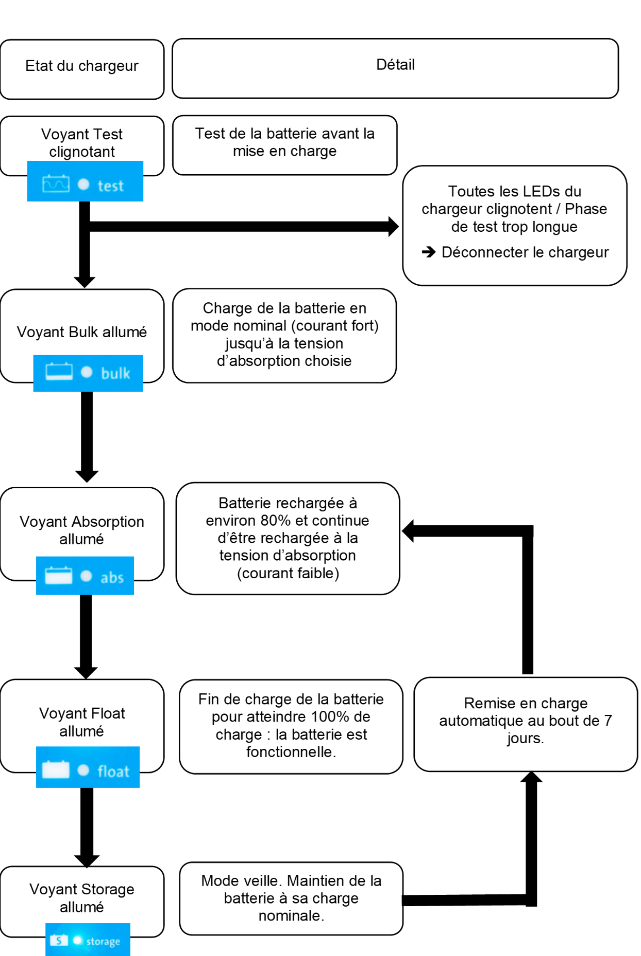 Etat du chargeur
Détail
Voyant Test
clignotant
test
Test de la batterie avant la
mise en charge
Toutes les LEDs du
chargeur clignotent / Phase
de test trop longue
➔ Déconnecter le chargeur
Voyant Bulk allumé
bulk
Charge de la batterie en
mode nominal (courant fort)
jusqu'à la tension
d'absorption choisie
Voyant Absorption
allumé
abs
Batterie rechargée à
environ 80% et continue
d'être rechargée à la
tension d'absorption
(courant faible)
Voyant Float
allumé
float
Fin de charge de la batterie
pour atteindre 100% de
charge : la batterie est
fonctionnelle.
Remise en charge
automatique au bout de 7
jours.
Voyant Storage
allumé
S
storage
Mode veille. Maintien de la
batterie à sa charge
nominale.